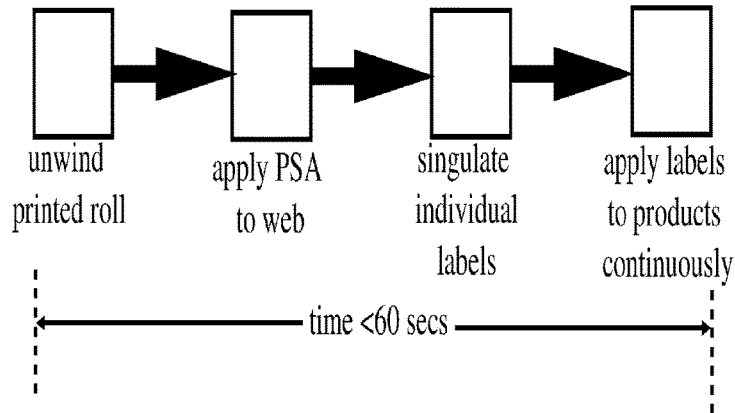 unwind
printed roll
apply PSA
to web
singulate
individual
labels
apply labels
to products
continuously
time <60 secs